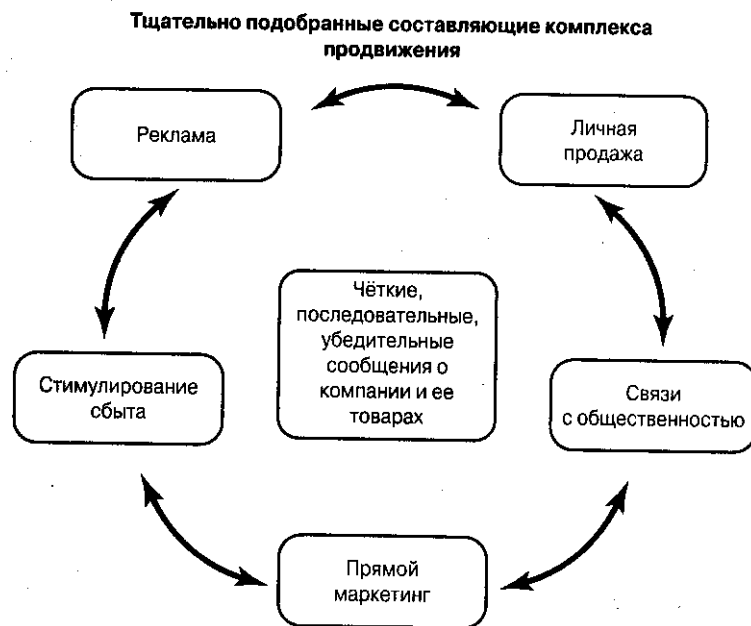 Тщательно подобранные составляющие комплекса
продвижения
Реклама
Личная
продажа
Чёткие,
последовательные,
убедительные
сообщения о
компании и ее
товарах
Стимулирование
сбыта
Связи
с общественностью
Прямой
маркетинг